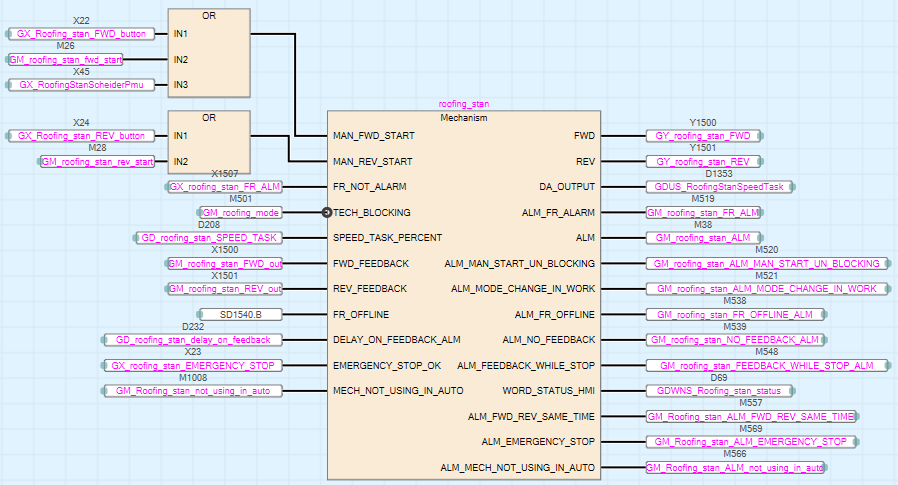 X22
OR
GX_Roofing_stan_FWD_button
IN1
M26
GM_roofing_stan_fwd_start
IN2
X45
GX_RoofingStanScheiderPmu
IN3
roofing_stan
X24
OR
Mechanism
GX_Roofing_stan_REV_button
IN1
MAN_FWD_START
FWD
Y1500
GY_roofing_stan_FWD
M28
GM_roofing_stan_rev_start
IN2
MAN_REV_START
REV
Y1501
GY_roofing_stan_REV
X1507
GX_roofing_stan_FR_ALM
FR_NOT_ALARM
DA_OUTPUT
D1353
GDUS_RoofingStanSpeedTask
M501
GM_roofing_mode
TECH_BLOCKING
ALM_FR_ALARM
M519
GM_roofing_stan_FR_ALM
D208
GD_roofing_stan_SPEED_TASK
SPEED_TASK_PERCENT
ALM
M38
GM_roofing_stan_ALM
X1500
GM_roofing_stan_FWD_out
FWD_FEEDBACK
ALM_MAN_START_UN_BLOCKING
M520
GM_roofing_stan_ALM_MAN_START_UN_BLOCKING
X1501
GM_roofing_stan_REV_out
REV_FEEDBACK
ALM_MODE_CHANGE_IN_WORK
M521
GM_roofing_stan_ALM_MODE_CHANGE_IN_WORK
SD1540.B
FR_OFFLINE
ALM_FR_OFFLINE
M538
GM_roofing_stan_FR_OFFLINE_ALM
D232
GD_roofing_stan_delay_on_feedback
DELAY_ON_FEEDBACK_ALM
ALM_NO_FEEDBACK
M539
GM_roofing_stan_NO_FEEDBACK_ALM
X23
GX_roofing_stan_EMERGENCY_STOP
EMERGENCY_STOP_OK
ALM_FEEDBACK_WHILE_STOP
M548
GM_roofing_stan_FEEDBACK_WHILE_STOP_ALM
M1008
GM_Roofing_stan_not_using_in_auto
MECH_NOT_USING_IN_AUTO
WORD_STATUS_HMI
D69
GDWNS_Roofing_stan_status
ALM_FWD_REV_SAME_TIME
M557
GM_Roofing_stan_ALM_FWD_REV_SAME_TIME
ALM_EMERGENCY_STOP
M569
GM_Roofing_stan_ALM_EMERGENCY_STOP
ALM_MECH_NOT_USING_IN_AUTO
M566
GM_Roofing_stan_ALM_not_using_in_auto